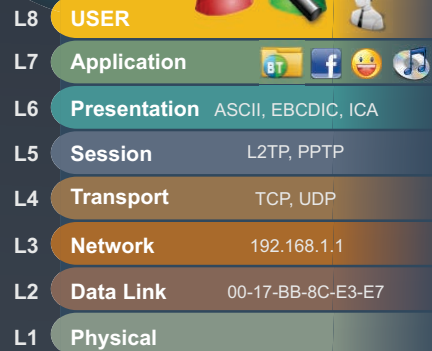 L8 USER
L7 Application BT f
L6 Presentation ASCII, EBCDIC, ICA
L5 Session L2TP, PPTP
L4 Transport TCP, UDP
L3 Network 192.168.1.1
L2 Data Link 00-17-BB-8C-E3-E7
L1 Physical